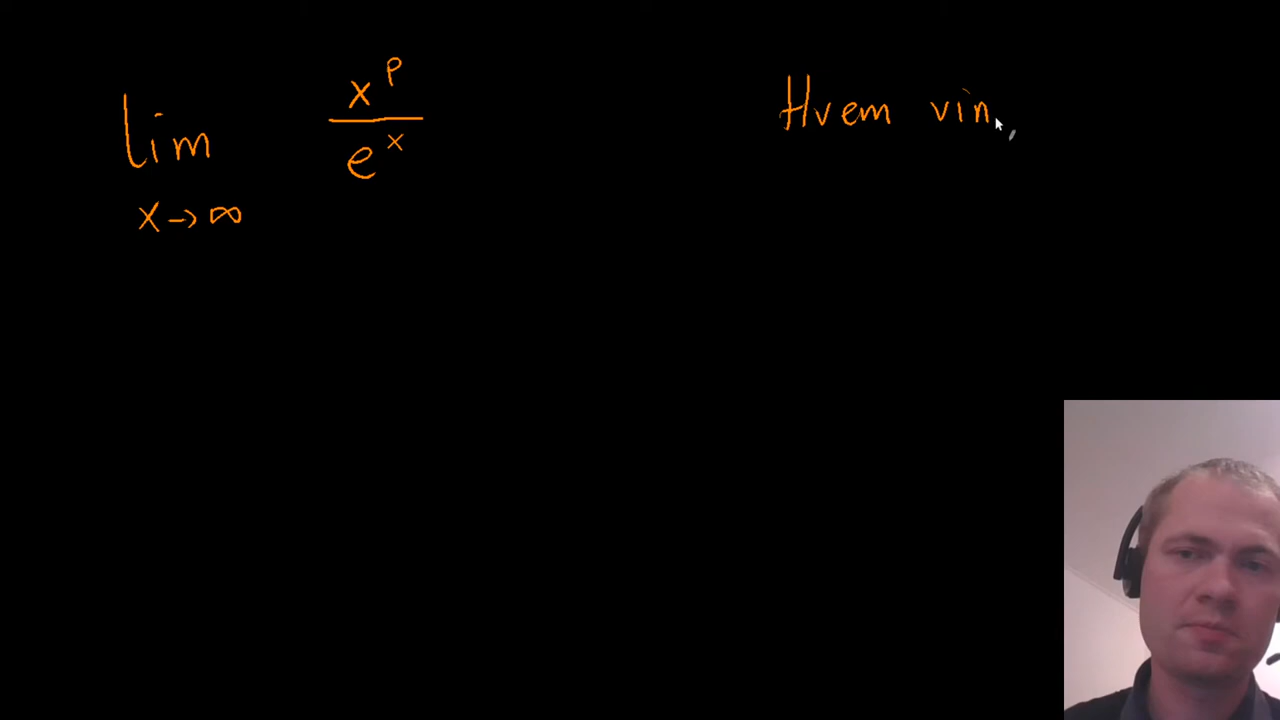 lim x^p / e^x
x → ∞
Hvem vin